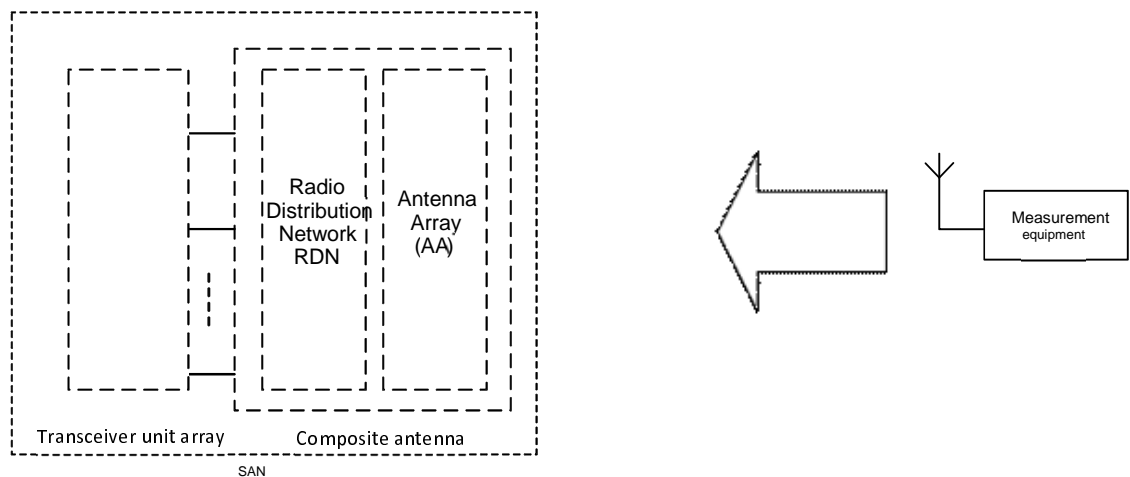 Radio
Distribution
Network
RDN
Antenna
Array
(AA)
Measurement
equipment
Transceiver unit array
Composite antenna
SAN